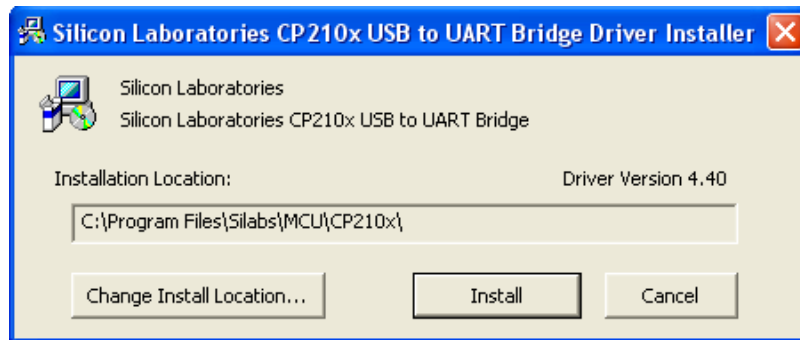 Silicon Laboratories CP210x USB to UART Bridge Driver Installer
Silicon Laboratories
Silicon Laboratories CP210x USB to UART Bridge
Installation Location:
Driver Version 4.40
C:\Program Files\Silabs\MCU\CP210x\
Change Install Location...
Install
Cancel